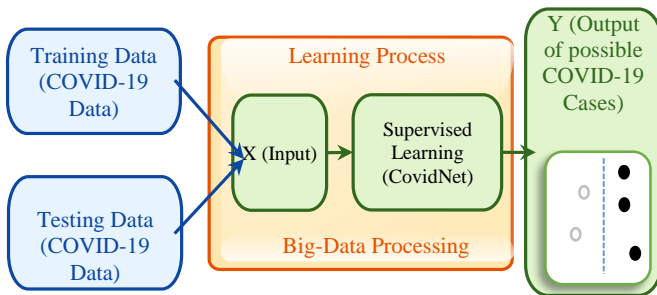 Training Data
(COVID-19
Data)
Testing Data
(COVID-19
Data)
Learning Process
X (Input)
Supervised
Learning
(CovidNet)
Big-Data Processing
Y (Output
of possible
COVID-19
Cases)